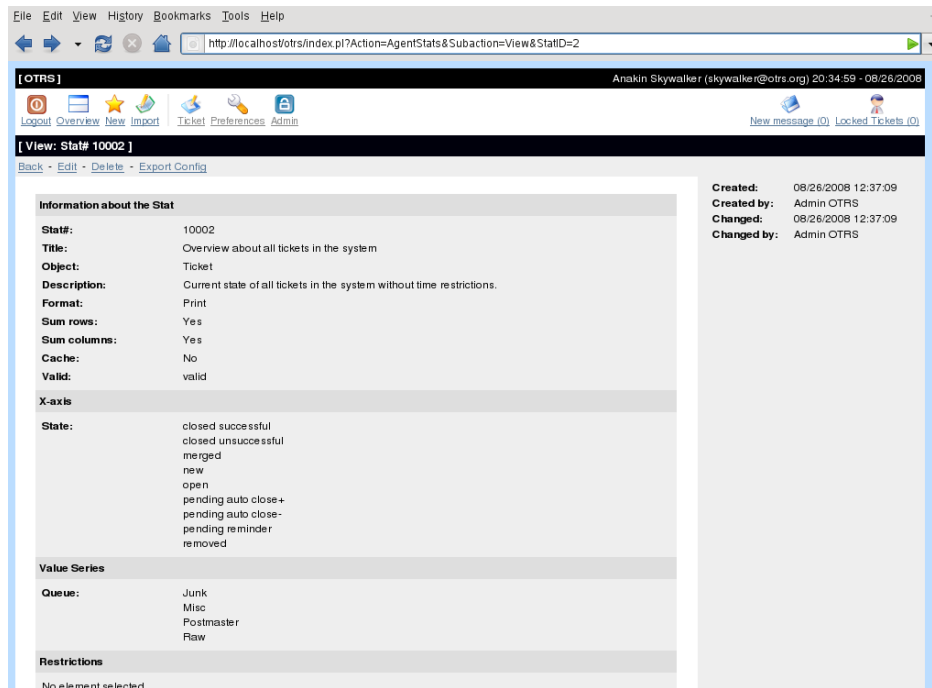 File Edit View History Bookmarks Tools Help
http://localhost/otrs/index.pl?Action=AgentStats&Subaction=View&StatID=2
[ OTRS ] Anakin Skywalker (skywalker@otrs.org) 20:34:59 - 08/26/2008
Logout Overview New Import Ticket Preferences Admin New message (0) Locked Tickets (0)
[ View: Stat# 10002 ]
Back - Edit - Delete - Export Config
Created: 08/26/2008 12:37:09
Created by: Admin OTRS
Changed: 08/26/2008 12:37:09
Changed by: Admin OTRS
Information about the Stat
Stat#: 10002
Title: Overview about all tickets in the system
Object: Ticket
Description: Current state of all tickets in the system without time restrictions.
Format: Print
Sum rows: Yes
Sum columns: Yes
Cache: No
Valid: valid
X-axis
State: closed successful
closed unsuccessful
merged
new
open
pending auto close+
pending auto close-
pending reminder
removed
Value Series
Queue: Junk
Misc
Postmaster
Raw
Restrictions
No element selected